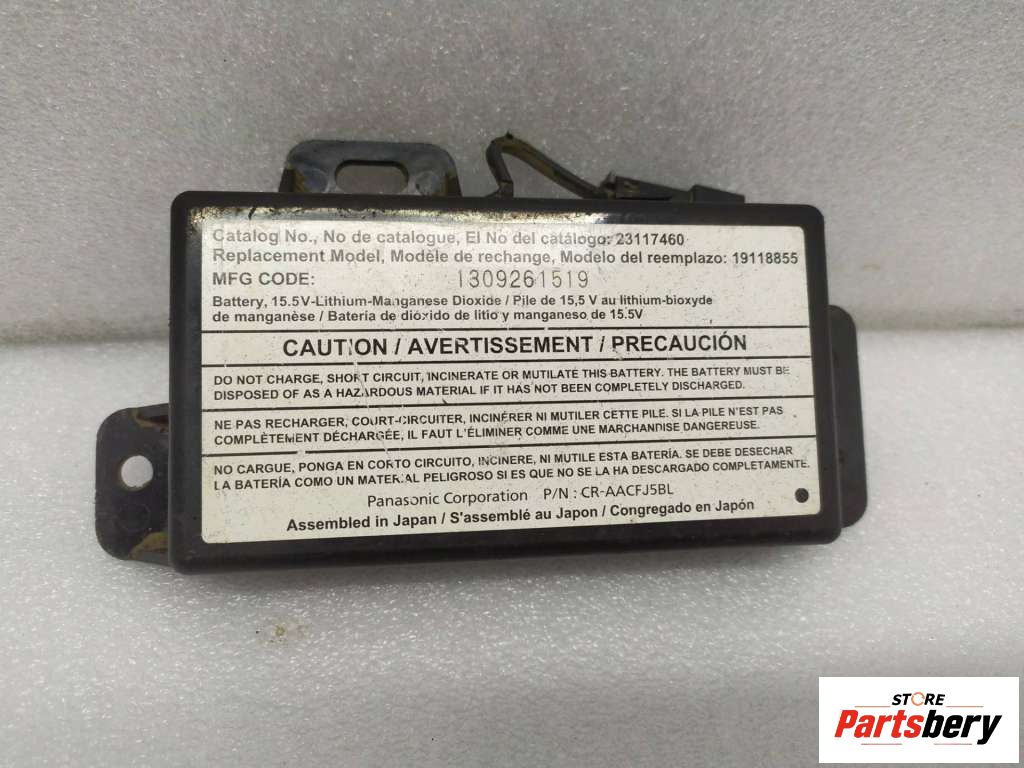 Catalog No., No de catalogue, El No del catálogo: 23117460
Replacement Model, Modèle de rechange, Modelo del reemplazo: 19118855
MFG CODE: 1309261519
Battery, 15.5V-Lithium-Manganese Dioxide / Pile de 15,5 V au lithium-bioxyde
de manganèse / Batería de dióxido de litio y manganeso de 15.5V
CAUTION / AVERTISSEMENT / PRECAUCIÓN
DO NOT CHARGE, SHORT CIRCUIT, INCINERATE OR MUTILATE THIS BATTERY. THE BATTERY MUST BE
DISPOSED OF AS A HAZARDOUS MATERIAL IF IT HAS NOT BEEN COMPLETELY DISCHARGED.
NE PAS RECHARGER, COURT-CIRCUITER, INCINÉRER NI MUTILER CETTE PILE. SI LA PILE N'EST PAS
COMPLÈTEMENT DÉCHARGÉE, IL FAUT L'ÉLIMINER COMME UNE MARCHANDISE DANGEREUSE.
NO CARGUE, PONGA EN CORTO CIRCUITO, INCINERE, NI MUTILE ESTA BATERÍA. SE DEBE DESECHAR
LA BATERÍA COMO UN MATERIAL PELIGROSO SI ES QUE NO SE LA HA DESCARGADO COMPLETAMENTE.
Panasonic Corporation P/N : CR-AACFJ5BL
Assembled in Japan / S'assemblé au Japon / Congregado en Japón
STORE
Partsbery